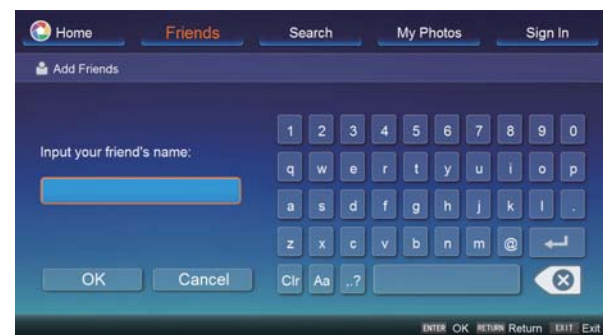 Home Friends Search My Photos Sign In
Add Friends
1 2 3 4 5 6 7 8 9 0
Input your friend's name:
q w e r t y u i o p
a s d f g h j k l .
z x c v b n m @
OK Cancel Clr Aa ,.?
ENTER OK RETURN Return EXIT Exit